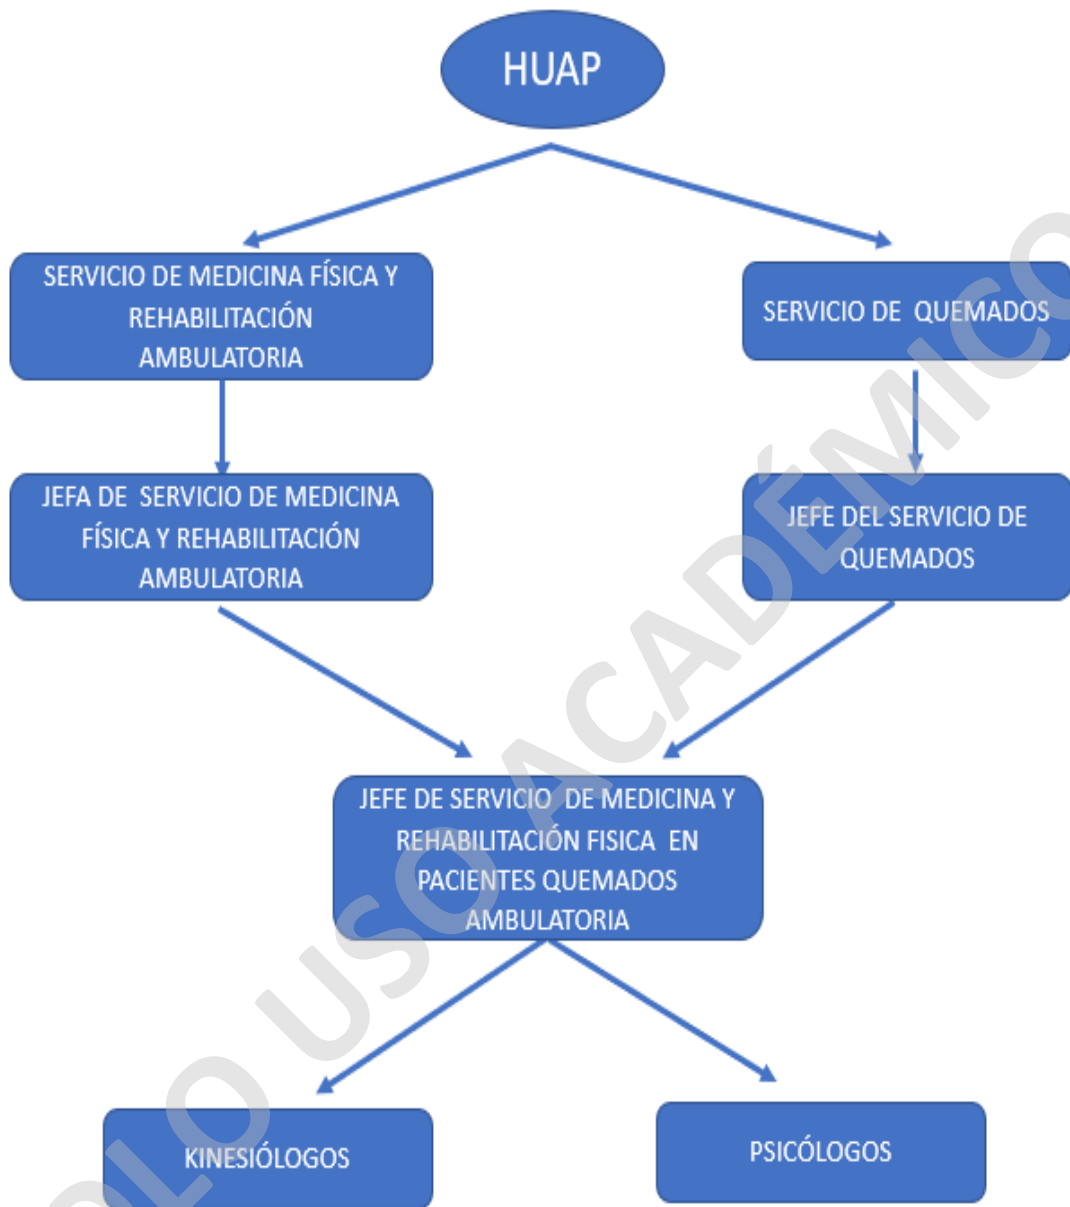 HUAP
SERVICIO DE MEDICINA FÍSICA Y
REHABILITACIÓN
AMBULATORIA
SERVICIO DE QUEMADOS
JEFA DE SERVICIO DE MEDICINA
FÍSICA Y REHABILITACIÓN
AMBULATORIA
JEFE DEL SERVICIO DE
QUEMADOS
JEFE DE SERVICIO DE MEDICINA Y
REHABILITACIÓN FISICA EN
PACIENTES QUEMADOS
AMBULATORIA
KINESIÓLOGOS
PSICÓLOGOS
OLO USO ACADÉMICO